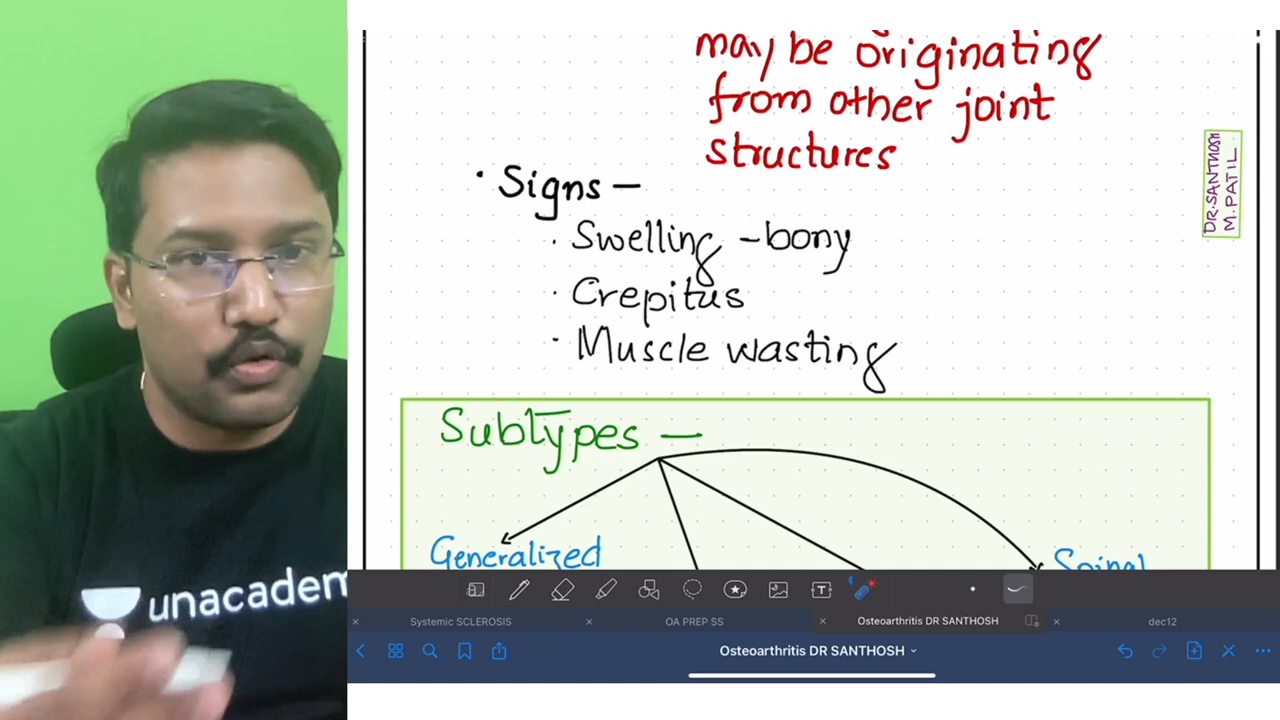 may be originating
from other joint
structures
· Signs –
· Swelling – bony
· Crepitus
· Muscle wasting
Subtypes –
Generalized
Spinal
DR. SANTHOSH
M. PATIL
unacadem
T
× Systemic SCLEROSIS
× OA PREP SS
× Osteoarthritis DR SANTHOSH
× dec12
Osteoarthritis DR SANTHOSH